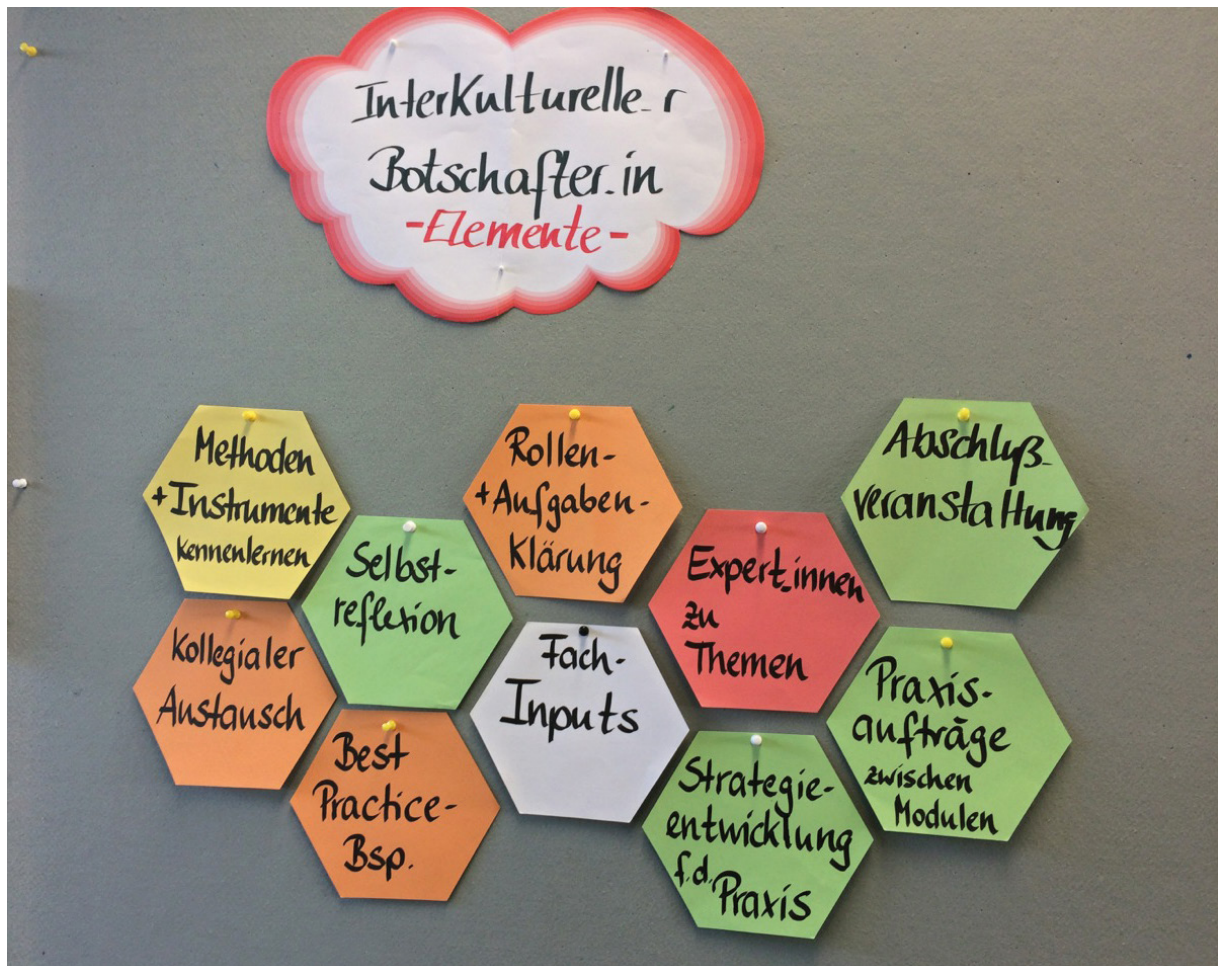 InterKulturelle_r
Botschafter_in
-Elemente-
Methoden
+Instrumente
kennenlernen
Selbst-
reflexion
Rollen-
+Aufgaben-
Klärung
Expert_innen
zu
Themen
Abschluß-
veranstaltung
Kollegialer
Austausch
Best
Practice-
Bsp.
Fach-
Inputs
Strategie-
entwicklung
f.d. Praxis
Praxis-
aufträge
zwischen
Modulen